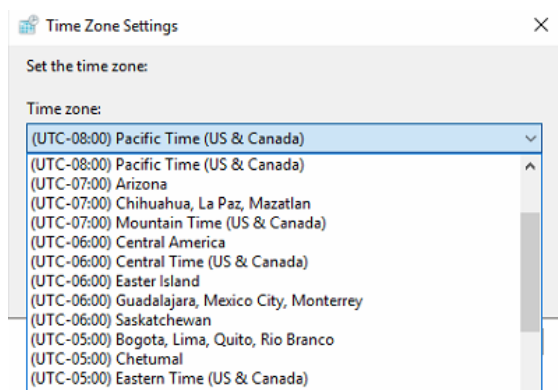 Time Zone Settings
Set the time zone:
Time zone:
(UTC-08:00) Pacific Time (US & Canada)
(UTC-08:00) Pacific Time (US & Canada)
(UTC-07:00) Arizona
(UTC-07:00) Chihuahua, La Paz, Mazatlan
(UTC-07:00) Mountain Time (US & Canada)
(UTC-06:00) Central America
(UTC-06:00) Central Time (US & Canada)
(UTC-06:00) Easter Island
(UTC-06:00) Guadalajara, Mexico City, Monterrey
(UTC-06:00) Saskatchewan
(UTC-05:00) Bogota, Lima, Quito, Rio Branco
(UTC-05:00) Chetumal
(UTC-05:00) Eastern Time (US & Canada)